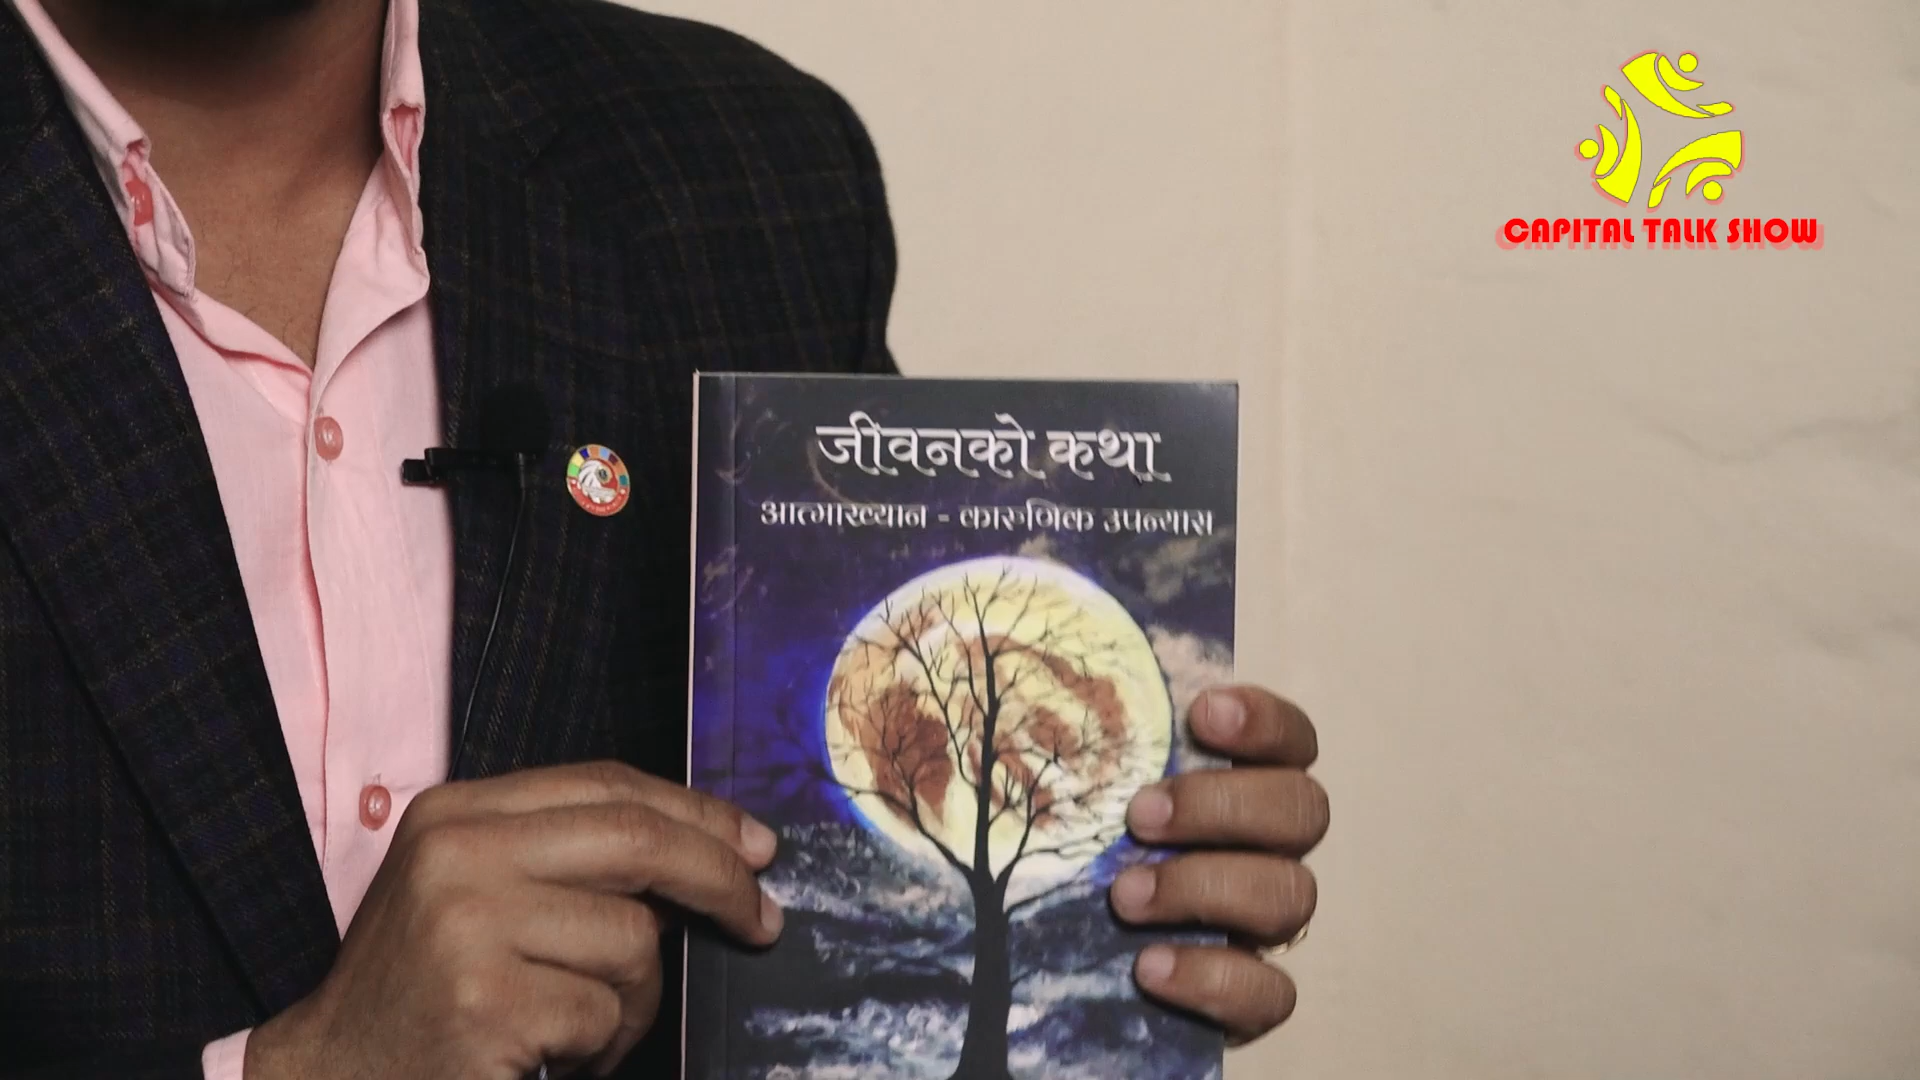 CAPITAL TALK SHOW
जीवनको कथा
आत्माख्यान - कारुणिक उपन्यास